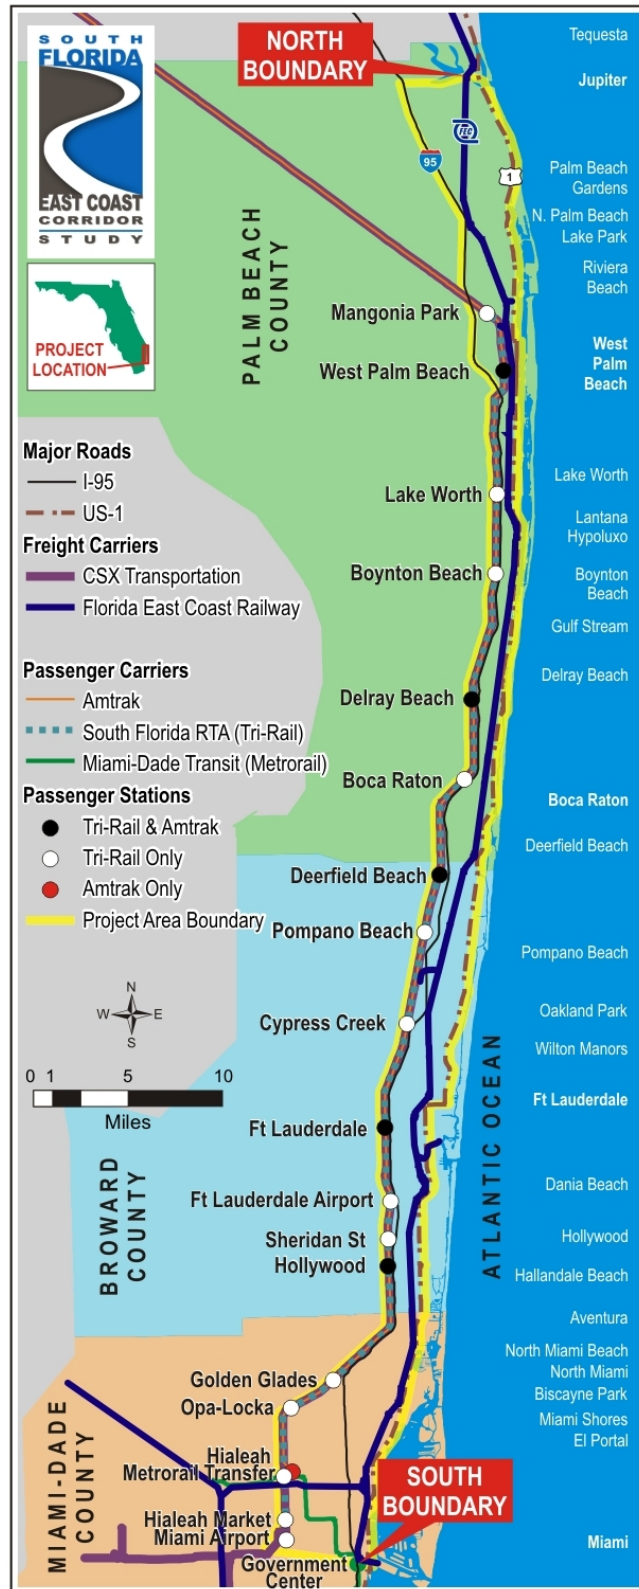 SOUTH
FLORIDA
EAST COAST
CORRIDOR
STUDY
NORTH
BOUNDARY
PROJECT
LOCATION
PALM BEACH
COUNTY
FEC
95
1
Tequesta
Jupiter
Palm Beach
Gardens
N. Palm Beach
Lake Park
Riviera
Beach
West
Palm
Beach
Lake Worth
Lantana
Hypoluxo
Boynton
Beach
Gulf Stream
Delray Beach
Boca Raton
Deerfield Beach
Pompano Beach
Oakland Park
Wilton Manors
Ft Lauderdale
Dania Beach
Hollywood
Hallandale Beach
Aventura
North Miami Beach
North Miami
Biscayne Park
Miami Shores
El Portal
Miami
Mangonia Park
West Palm Beach
Lake Worth
Boynton Beach
Delray Beach
Boca Raton
Deerfield Beach
Pompano Beach
Cypress Creek
Ft Lauderdale
Ft Lauderdale Airport
Sheridan St
Hollywood
Golden Glades
Opa-Locka
Hialeah
Metrorail Transfer
Hialeah Market
Miami Airport
Government
Center
Major Roads
I-95
US-1
Freight Carriers
CSX Transportation
Florida East Coast Railway
Passenger Carriers
Amtrak
South Florida RTA (Tri-Rail)
Miami-Dade Transit (Metrorail)
Passenger Stations
Tri-Rail & Amtrak
Tri-Rail Only
Amtrak Only
Project Area Boundary
N
W E
S
0 1 5 10
Miles
BROWARD
COUNTY
ATLANTIC OCEAN
MIAMI-DADE
COUNTY
SOUTH
BOUNDARY